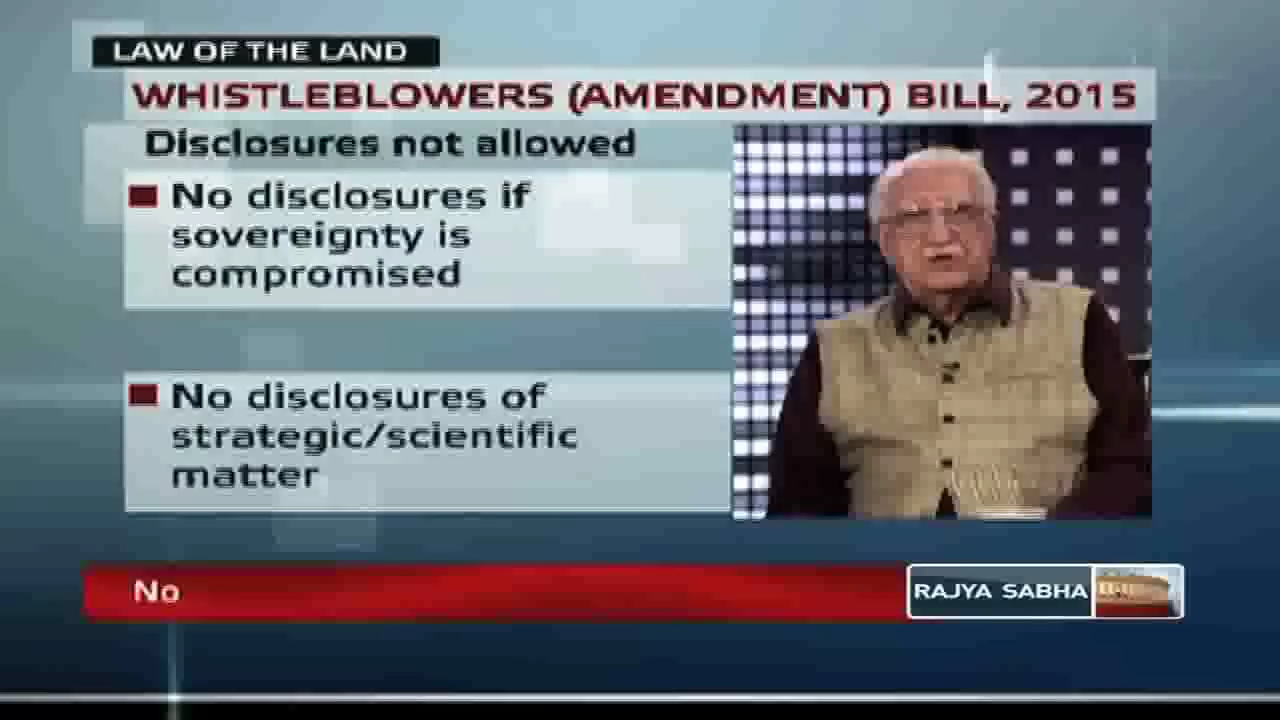 LAW OF THE LAND
WHISTLEBLOWERS (AMENDMENT) BILL, 2015
Disclosures not allowed
No disclosures if
sovereignty is
compromised
No disclosures of
strategic/scientific
matter
No
RAJYA SABHA